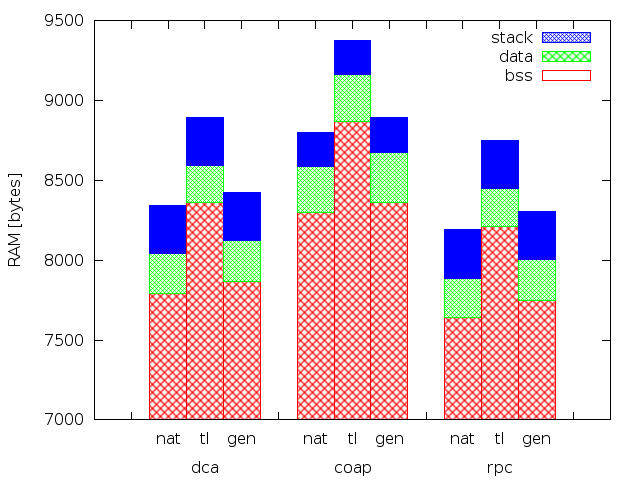 9500
9000
8500
8000
7500
7000
RAM [bytes]
stack
data
bss
nat tl gen nat tl gen nat tl gen
dca coap rpc